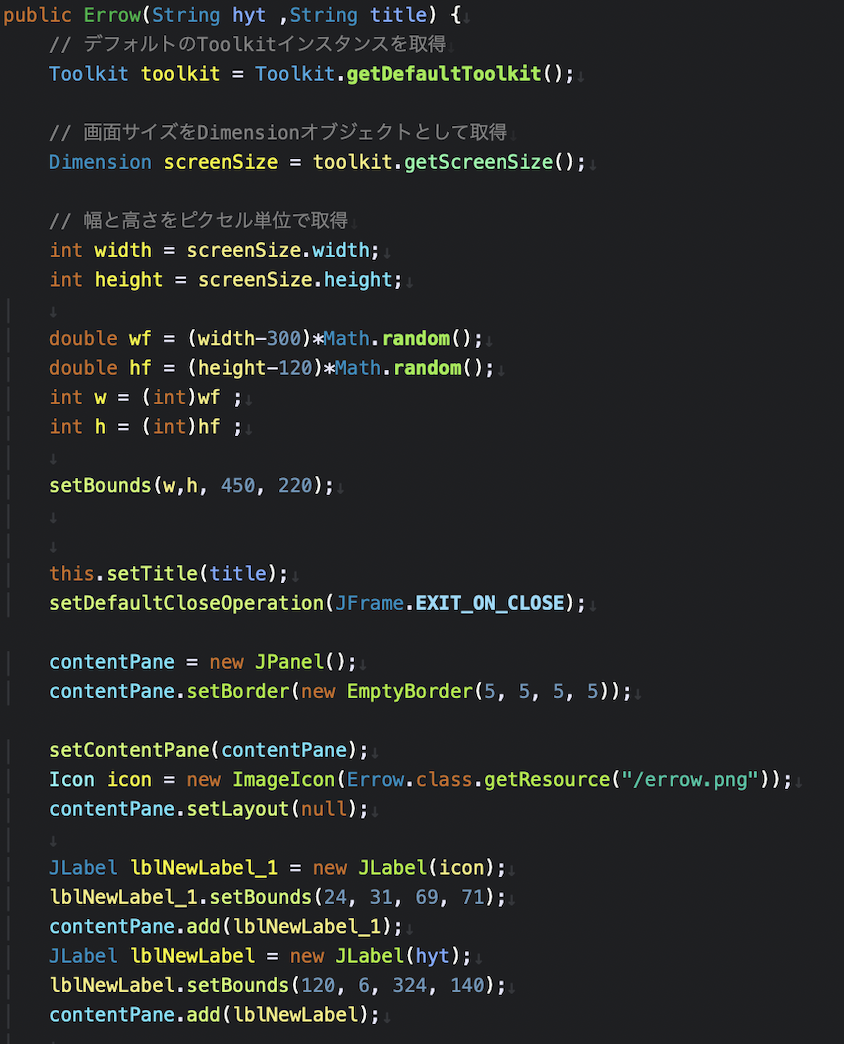 public Errow(String hyt ,String title) {↓
// デフォルトのToolkitインスタンスを取得↓
Toolkit toolkit = Toolkit.getDefaultToolkit();↓
// 画面サイズをDimensionオブジェクトとして取得↓
Dimension screenSize = toolkit.getScreenSize();↓
// 幅と高さをピクセル単位で取得↓
int width = screenSize.width;↓
int height = screenSize.height;↓
↓
double wf = (width-300)*Math.random();↓
double hf = (height-120)*Math.random();↓
int w = (int)wf ;↓
int h = (int)hf ;↓
↓
setBounds(w,h, 450, 220);↓
↓
↓
this.setTitle(title);↓
setDefaultCloseOperation(JFrame.EXIT_ON_CLOSE);↓
contentPane = new JPanel();↓
contentPane.setBorder(new EmptyBorder(5, 5, 5, 5));↓
setContentPane(contentPane);↓
Icon icon = new ImageIcon(Errow.class.getResource("/errow.png"));↓
contentPane.setLayout(null);↓
↓
JLabel lblNewLabel_1 = new JLabel(icon);↓
lblNewLabel_1.setBounds(24, 31, 69, 71);↓
contentPane.add(lblNewLabel_1);↓
JLabel lblNewLabel = new JLabel(hyt);↓
lblNewLabel.setBounds(120, 6, 324, 140);↓
contentPane.add(lblNewLabel);↓